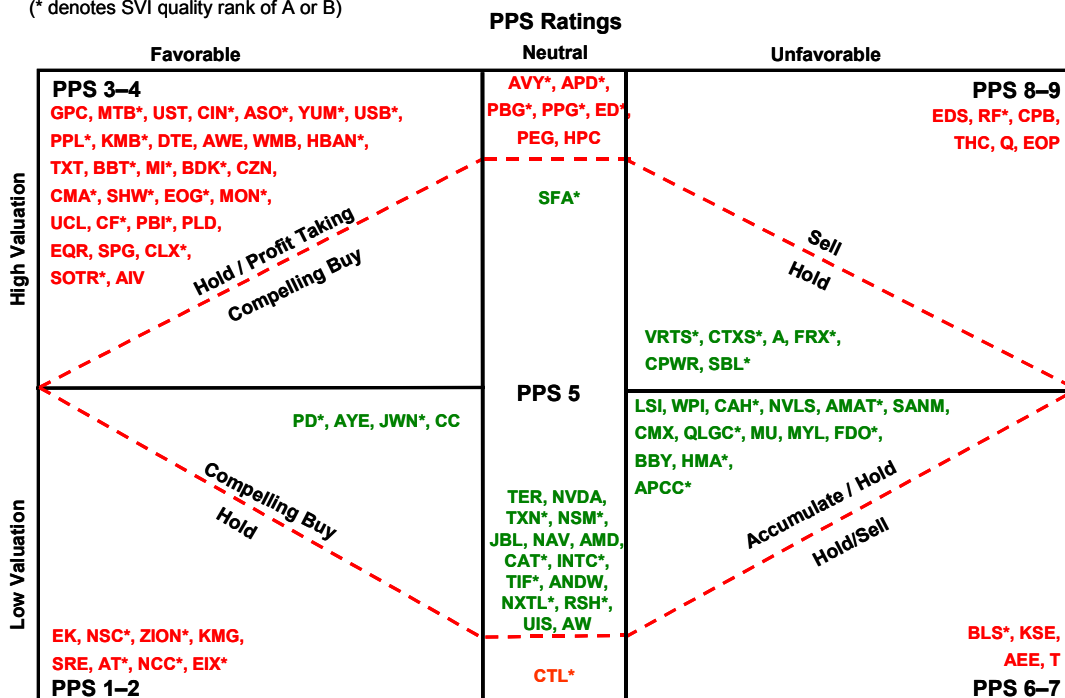 (* denotes SVI quality rank of A or B)
PPS Ratings
Favorable
Neutral
Unfavorable
High Valuation
Low Valuation
PPS 3–4
GPC, MTB*, UST, CIN*, ASO*, YUM*, USB*,
PPL*, KMB*, DTE, AWE, WMB, HBAN*,
TXT, BBT*, MI*, BDK*, CZN,
CMA*, SHW*, EOG*, MON*,
UCL, CF*, PBI*, PLD,
EQR, SPG, CLX*,
SOTR*, AIV
Hold / Profit Taking
Compelling Buy
AVY*, APD*,
PBG*, PPG*, ED*,
PEG, HPC
SFA*
PPS 8–9
EDS, RF*, CPB,
THC, Q, EOP
Sell
Hold
VRTS*, CTXS*, A, FRX*,
CPWR, SBL*
PD*, AYE, JWN*, CC
Compelling Buy
Hold
EK, NSC*, ZION*, KMG,
SRE, AT*, NCC*, EIX*
PPS 1–2
PPS 5
TER, NVDA,
TXN*, NSM*,
JBL, NAV, AMD,
CAT*, INTC*,
TIF*, ANDW,
NXTL*, RSH*,
UIS, AW
CTL*
LSI, WPI, CAH*, NVLS, AMAT*, SANM,
CMX, QLGC*, MU, MYL, FDO*,
BBY, HMA*,
APCC*
Accumulate / Hold
Hold/Sell
BLS*, KSE,
AEE, T
PPS 6–7